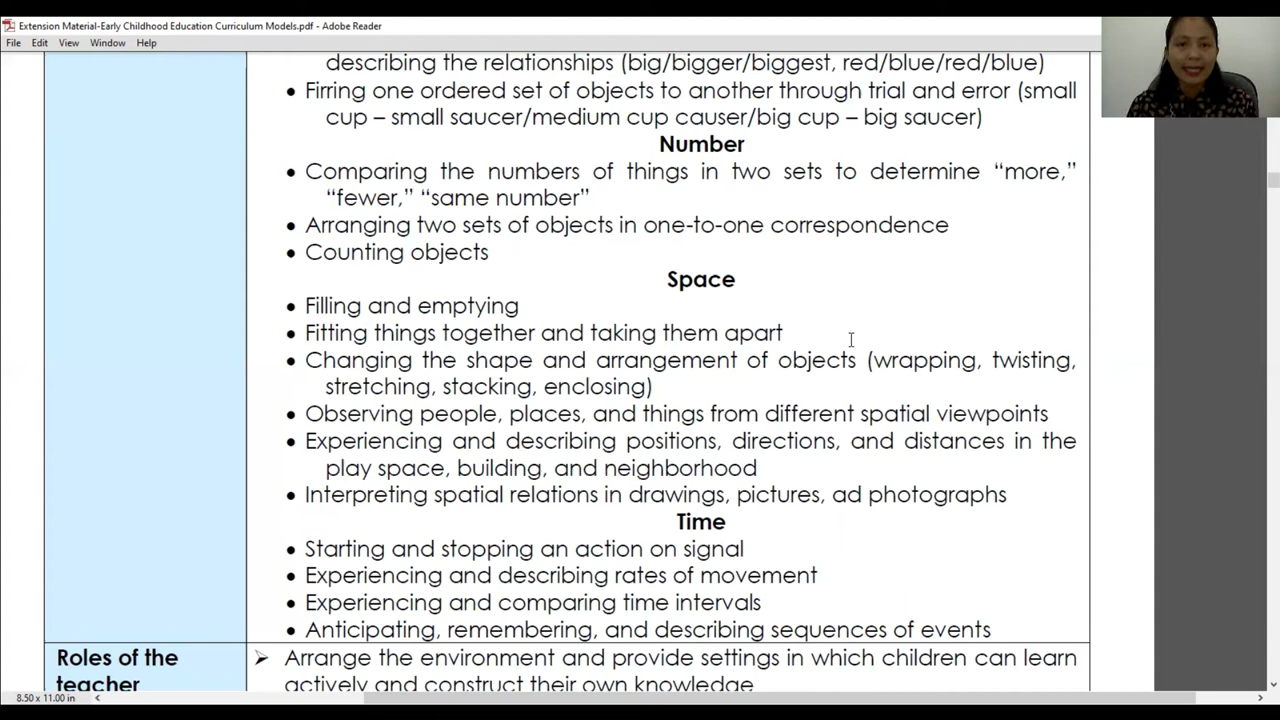 Extension Material-Early Childhood Education Curriculum Models.pdf - Adobe Reader
File Edit View Window Help
describing the relationships (big/bigger/biggest, red/blue/red/blue)
• Firring one ordered set of objects to another through trial and error (small
cup – small saucer/medium cup causer/big cup – big saucer)
Number
• Comparing the numbers of things in two sets to determine “more,”
“fewer,” “same number”
• Arranging two sets of objects in one-to-one correspondence
• Counting objects
Space
• Filling and emptying
• Fitting things together and taking them apart
• Changing the shape and arrangement of objects (wrapping, twisting,
stretching, stacking, enclosing)
• Observing people, places, and things from different spatial viewpoints
• Experiencing and describing positions, directions, and distances in the
play space, building, and neighborhood
• Interpreting spatial relations in drawings, pictures, ad photographs
Time
• Starting and stopping an action on signal
• Experiencing and describing rates of movement
• Experiencing and comparing time intervals
• Anticipating, remembering, and describing sequences of events
Roles of the
teacher
➢ Arrange the environment and provide settings in which children can learn
actively and construct their own knowledge
8.50 x 11.00 in